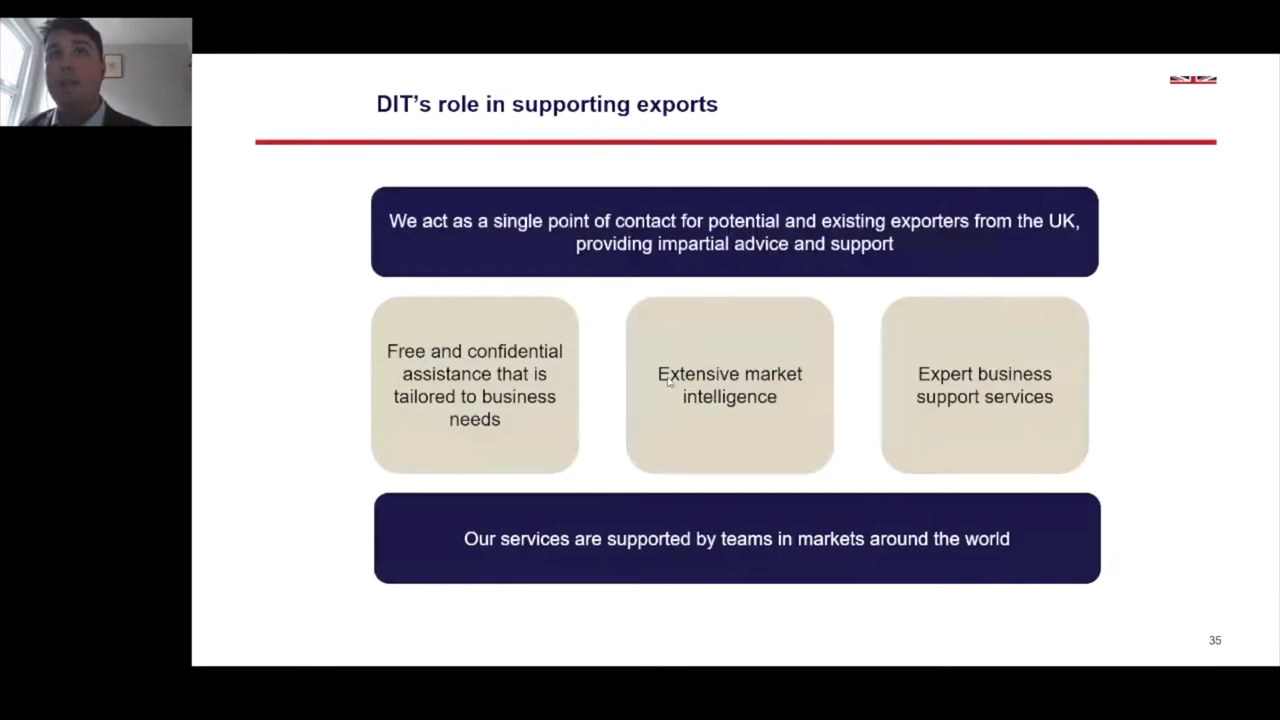 DIT’s role in supporting exports
We act as a single point of contact for potential and existing exporters from the UK,
providing impartial advice and support
Free and confidential
assistance that is
tailored to business
needs
Extensive market
intelligence
Expert business
support services
Our services are supported by teams in markets around the world
35